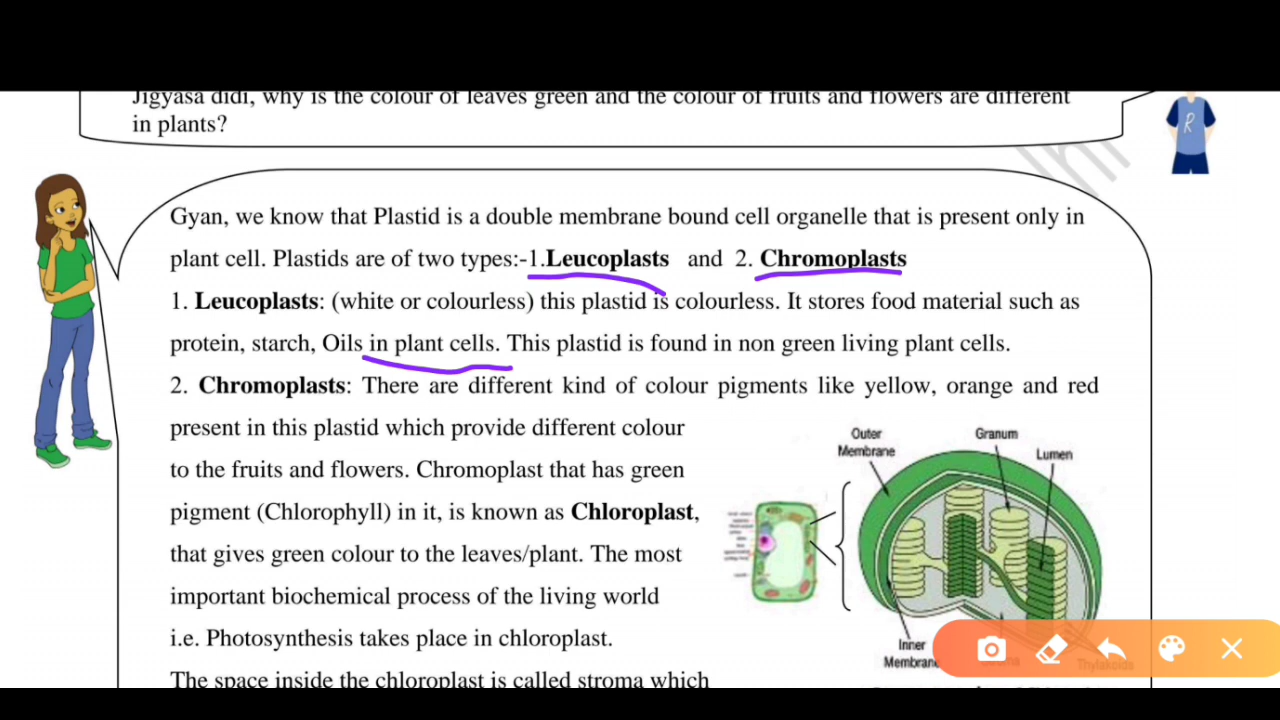 Jigyasa didi, why is the colour of leaves green and the colour of fruits and flowers are different
in plants?
R
Gyan, we know that Plastid is a double membrane bound cell organelle that is present only in
plant cell. Plastids are of two types:-1.Leucoplasts and 2. Chromoplasts
1. Leucoplasts: (white or colourless) this plastid is colourless. It stores food material such as
protein, starch, Oils in plant cells. This plastid is found in non green living plant cells.
2. Chromoplasts: There are different kind of colour pigments like yellow, orange and red
present in this plastid which provide different colour
to the fruits and flowers. Chromoplast that has green
pigment (Chlorophyll) in it, is known as Chloroplast,
that gives green colour to the leaves/plant. The most
important biochemical process of the living world
i.e. Photosynthesis takes place in chloroplast.
The space inside the chloroplast is called stroma which
Outer
Membrane
Granum
Lumen
Inner
Membrane
Thylakoids